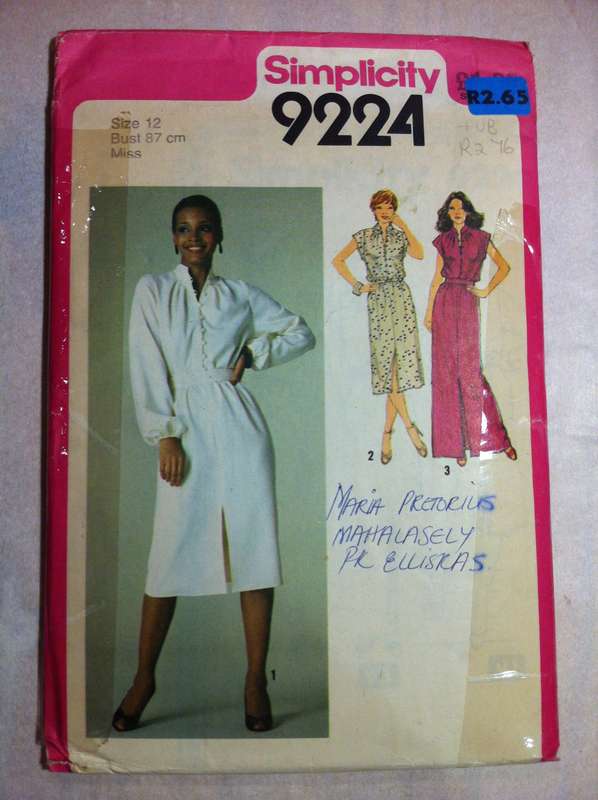 Simplicity
9224
R2.65
R2 76
Size 12
Bust 87 cm
Miss
2
3
MARIA PRETORIUS
MAHALASELY
PK ELLISRAS
1